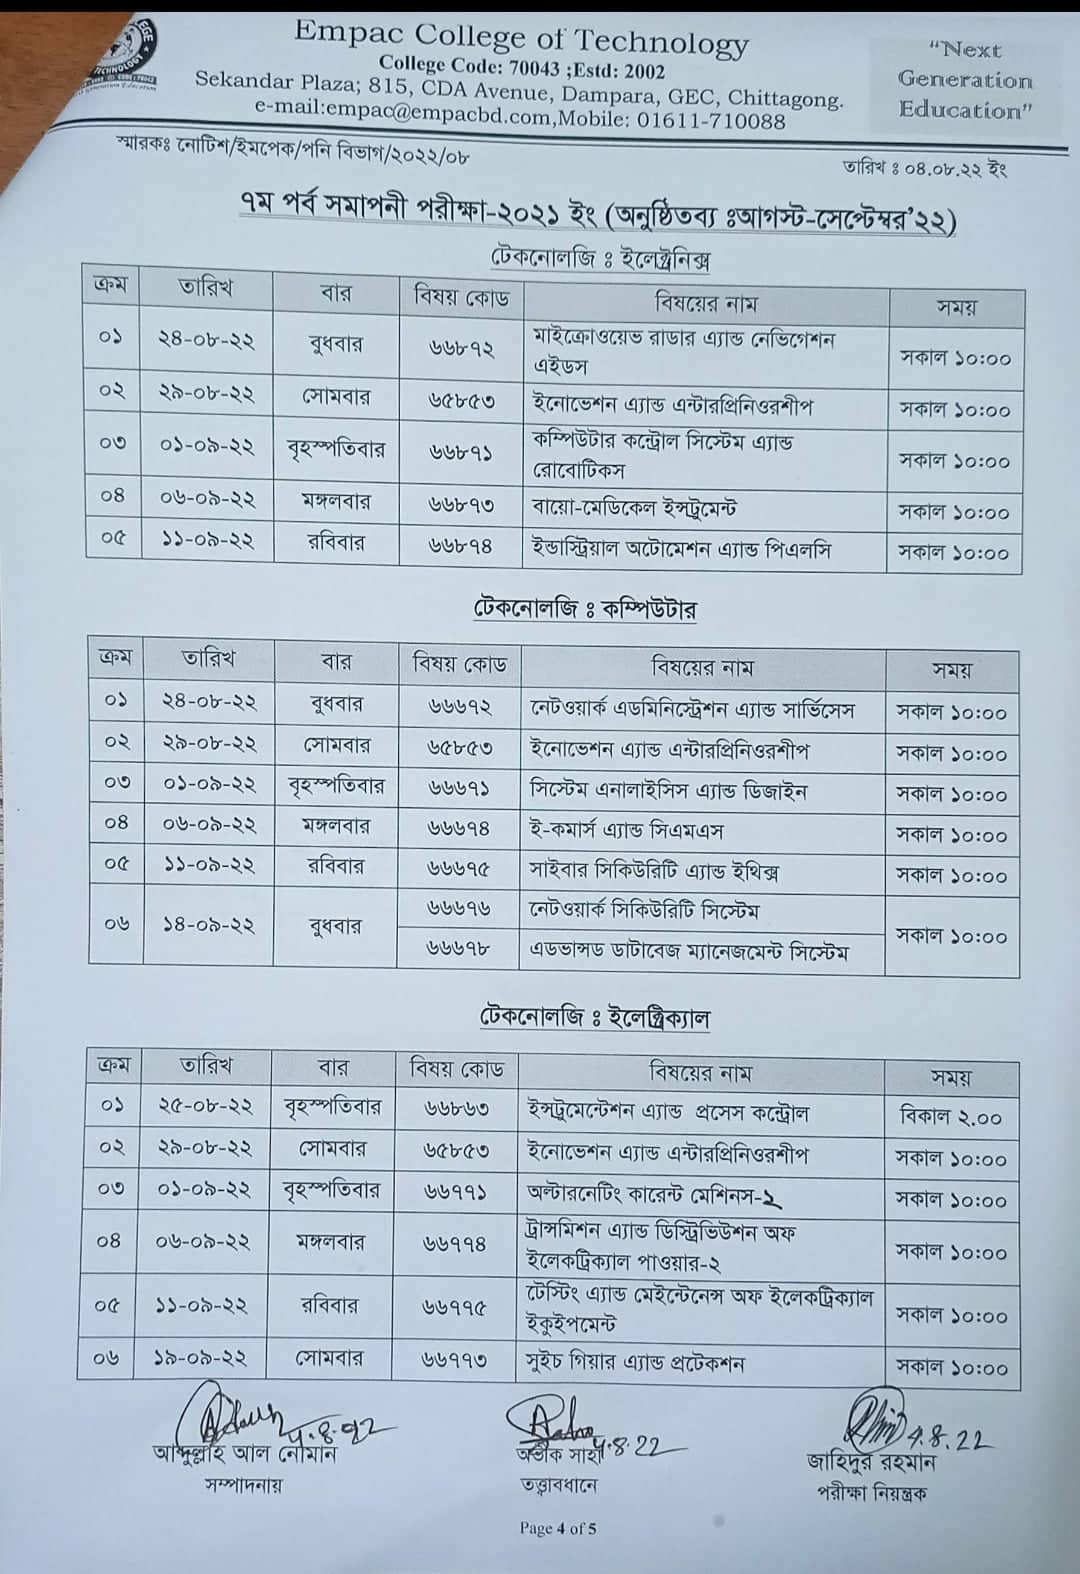 Empac College of Technology
College Code: 70043 ;Estd: 2002
Sekandar Plaza; 815, CDA Avenue, Dampara, GEC, Chittagong.
e-mail:empac@empacbd.com,Mobile: 01611-710088
“Next
Generation
Education”
স্মারকঃ নোটিশ/ইমপেক/পনি বিভাগ/২০২২/০৮
তারিখ ঃ ০৪.০৮.২২ ইং
৭ম পর্ব সমাপনী পরীক্ষা-২০২১ ইং (অনুষ্ঠিতব্য ঃআগস্ট-সেপ্টেম্বর’২২)
টেকনোলজি ঃ ইলেক্ট্রনিক্স
ক্রম তারিখ বার বিষয় কোড বিষয়ের নাম সময়
০১ ২৪-০৮-২২ বুধবার ৬৬৮৭২ মাইক্রোওয়েভ রাডার এ্যান্ড নেভিগেশন সকাল ১০:০০
এইডস
০২ ২৯-০৮-২২ সোমবার ৬৫৮৫৩ ইনোভেশন এ্যান্ড এন্টারপ্রিনিওরশীপ সকাল ১০:০০
০৩ ০১-০৯-২২ বৃহস্পতিবার ৬৬৮৭১ কম্পিউটার কন্ট্রোল সিস্টেম এ্যান্ড সকাল ১০:০০
রোবোটিকস
০৪ ০৬-০৯-২২ মঙ্গলবার ৬৬৮৭৩ বায়ো-মেডিকেল ইন্সট্রুমেন্ট সকাল ১০:০০
০৫ ১১-০৯-২২ রবিবার ৬৬৮৭৪ ইন্ডাস্ট্রিয়াল অটোমেশন এ্যান্ড পিএলসি সকাল ১০:০০
টেকনোলজি ঃ কম্পিউটার
ক্রম তারিখ বার বিষয় কোড বিষয়ের নাম সময়
০১ ২৪-০৮-২২ বুধবার ৬৬৬৭২ নেটওয়ার্ক এডমিনিস্ট্রেশন এ্যান্ড সার্ভিসেস সকাল ১০:০০
০২ ২৯-০৮-২২ সোমবার ৬৫৮৫৩ ইনোভেশন এ্যান্ড এন্টারপ্রিনিওরশীপ সকাল ১০:০০
০৩ ০১-০৯-২২ বৃহস্পতিবার ৬৬৬৭১ সিস্টেম এনালাইসিস এ্যান্ড ডিজাইন সকাল ১০:০০
০৪ ০৬-০৯-২২ মঙ্গলবার ৬৬৬৭৪ ই-কমার্স এ্যান্ড সিএমএস সকাল ১০:০০
০৫ ১১-০৯-২২ রবিবার ৬৬৬৭৫ সাইবার সিকিউরিটি এ্যান্ড ইথিক্স সকাল ১০:০০
০৬ ১৪-০৯-২২ বুধবার ৬৬৬৭৬ নেটওয়ার্ক সিকিউরিটি সিস্টেম সকাল ১০:০০
৬৬৬৭৮ এডভান্সড ডাটাবেজ ম্যানেজমেন্ট সিস্টেম
টেকনোলজি ঃ ইলেক্ট্রিক্যাল
ক্রম তারিখ বার বিষয় কোড বিষয়ের নাম সময়
০১ ২৫-০৮-২২ বৃহস্পতিবার ৬৬৮৬৩ ইন্সট্রুমেন্টেশন এ্যান্ড প্রসেস কন্ট্রোল বিকাল ২.০০
০২ ২৯-০৮-২২ সোমবার ৬৫৮৫৩ ইনোভেশন এ্যান্ড এন্টারপ্রিনিওরশীপ সকাল ১০:০০
০৩ ০১-০৯-২২ বৃহস্পতিবার ৬৬৭৭১ অল্টারনেটিং কারেন্ট মেশিনস-২ সকাল ১০:০০
০৪ ০৬-০৯-২২ মঙ্গলবার ৬৬৭৭৪ ট্রান্সমিশন এ্যান্ড ডিস্ট্রিভিউশন অফ সকাল ১০:০০
ইলেকট্রিক্যাল পাওয়ার-২
০৫ ১১-০৯-২২ রবিবার ৬৬৭৭৫ টেস্টিং এ্যান্ড মেইন্টেনেন্স অফ ইলেকট্রিক্যাল সকাল ১০:০০
ইকুইপমেন্ট
০৬ ১৯-০৯-২২ সোমবার ৬৬৭৭৩ সুইচ গিয়ার এ্যান্ড প্রটেকশন সকাল ১০:০০
4.8.22
4.8.22
4.8.22
আব্দুল্লাহ আল নোমান
অভীক সাহা
জাহিদুর রহমান
সম্পাদনায়
তত্ত্বাবধানে
পরীক্ষা নিয়ন্ত্রক
Page 4 of 5